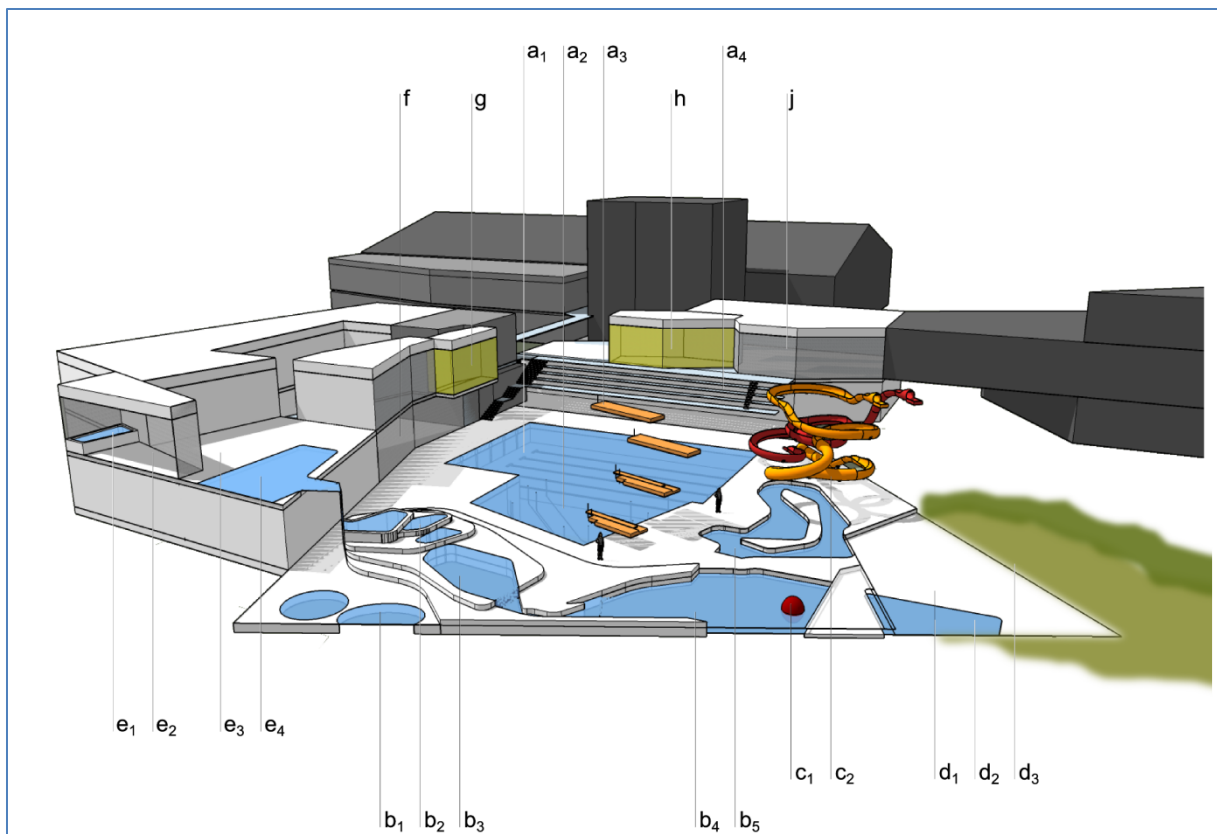 a₁ a₂ a₃ a₄
f g h j
e₁ e₂ e₃ e₄
c₁ c₂ d₁ d₂ d₃
b₁ b₂ b₃ b₄ b₅